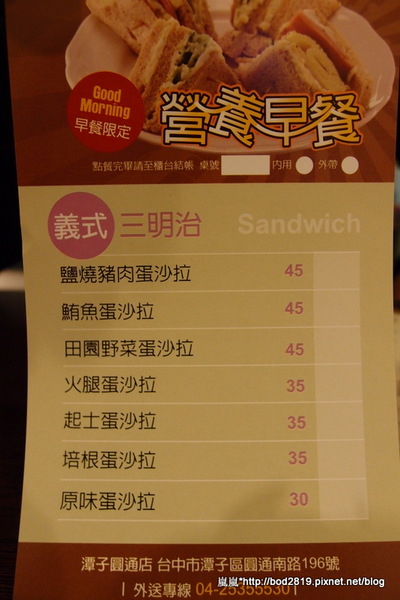 Good
Morning
早餐限定
營養早餐
點餐完畢請至櫃台結帳 桌號 內用 外帶
義式 三明治 Sandwich
鹽燒豬肉蛋沙拉 45
鮪魚蛋沙拉 45
田園野菜蛋沙拉 45
火腿蛋沙拉 35
起士蛋沙拉 35
培根蛋沙拉 35
原味蛋沙拉 30
潭子圓通店 台中市潭子區圓通南路196號
| 外送專線 04-25355530 |
嵐嵐*http://bod2819.pixnet.net/blog